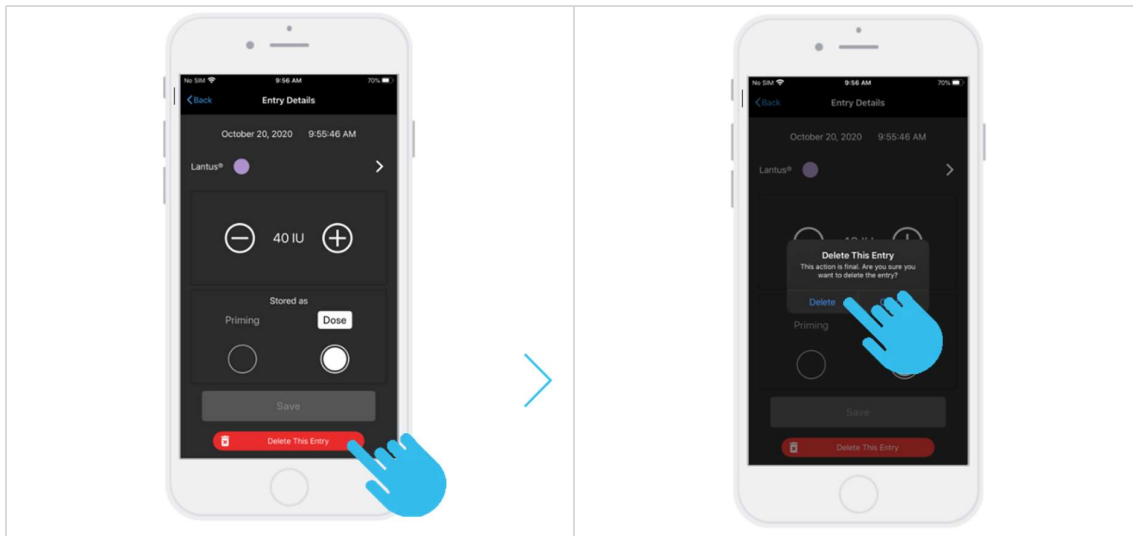 No SIM 9:56 AM 70%
Back Entry Details
October 20, 2020 9:55:46 AM
Lantus®
40 IU
Stored as
Priming Dose
Save
Delete This Entry
No SIM 9:56 AM 70%
Back Entry Details
October 20, 2020 9:55:46 AM
Lantus®
Delete This Entry
This action is final. Are you sure you
want to delete the entry?
Delete
Priming
Save
Delete This Entry